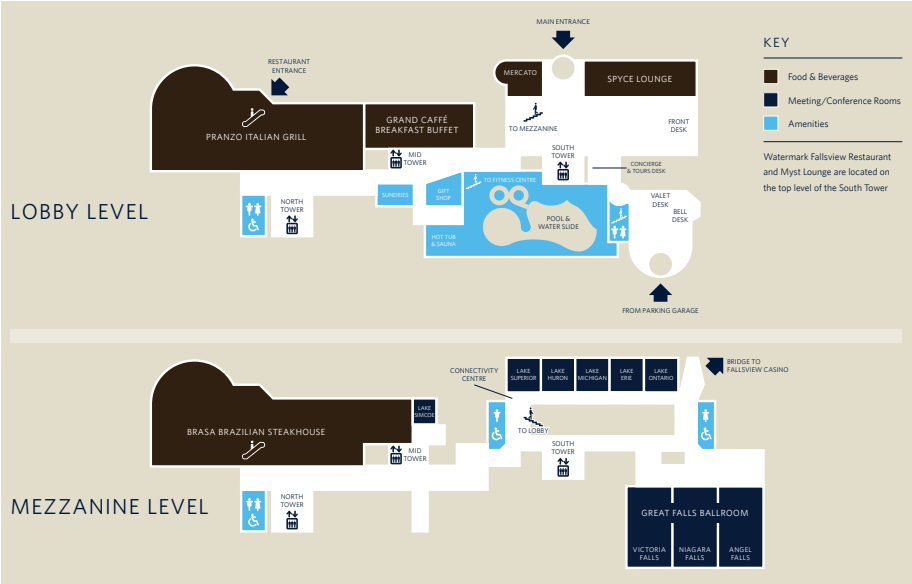 MAIN ENTRANCE
KEY
RESTAURANT
ENTRANCE
MERCATO
SPYCE LOUNGE
Food & Beverages
Meeting/Conference Rooms
Amenities
GRAND CAFFÉ
BREAKFAST BUFFET
PRANZO ITALIAN GRILL
TO MEZZANINE
FRONT
DESK
MID
TOWER
SOUTH
TOWER
CONCIERGE
& TOURS DESK
Watermark Fallsview Restaurant
and Myst Lounge are located on
the top level of the South Tower
TO FITNESS CENTRE
SUNDRIES
GIFT
SHOP
VALET
DESK
BELL
DESK
NORTH
TOWER
LOBBY LEVEL
POOL &
WATER SLIDE
HOT TUB
& SAUNA
FROM PARKING GARAGE
CONNECTIVITY
CENTRE
LAKE
SUPERIOR
LAKE
HURON
LAKE
MICHIGAN
LAKE
ERIE
LAKE
ONTARIO
BRIDGE TO
FALLSVIEW CASINO
LAKE
SIMCOE
BRASA BRAZILIAN STEAKHOUSE
TO LOBBY
MID
TOWER
SOUTH
TOWER
MEZZANINE LEVEL
NORTH
TOWER
GREAT FALLS BALLROOM
VICTORIA
FALLS
NIAGARA
FALLS
ANGEL
FALLS